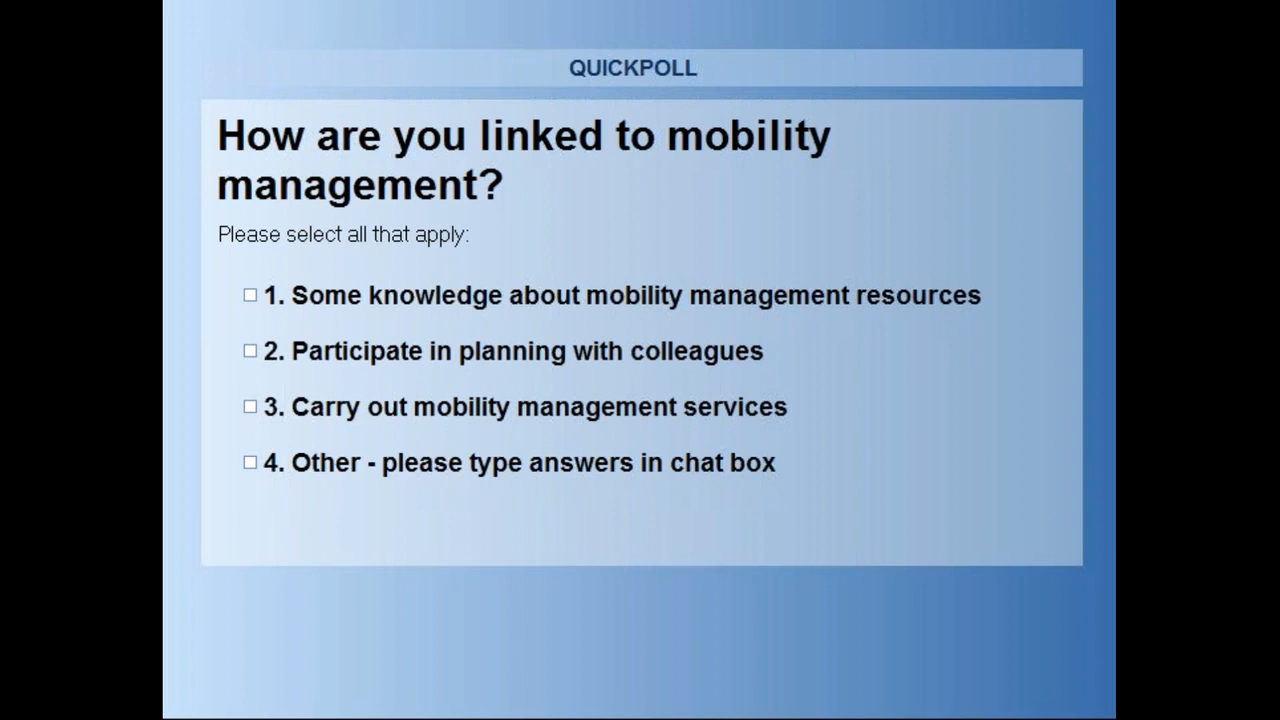 QUICKPOLL
How are you linked to mobility
management?
Please select all that apply:
1. Some knowledge about mobility management resources
2. Participate in planning with colleagues
3. Carry out mobility management services
4. Other - please type answers in chat box